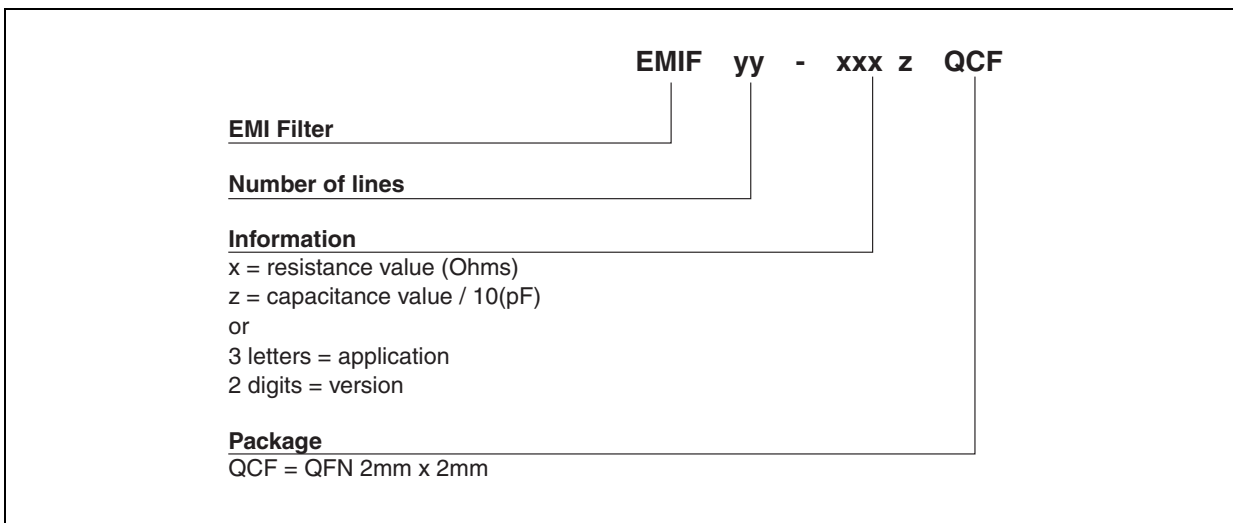 EMIF yy - xxx z QCF
EMI Filter
Number of lines
Information
x = resistance value (Ohms)
z = capacitance value / 10(pF)
or
3 letters = application
2 digits = version
Package
QCF = QFN 2mm x 2mm